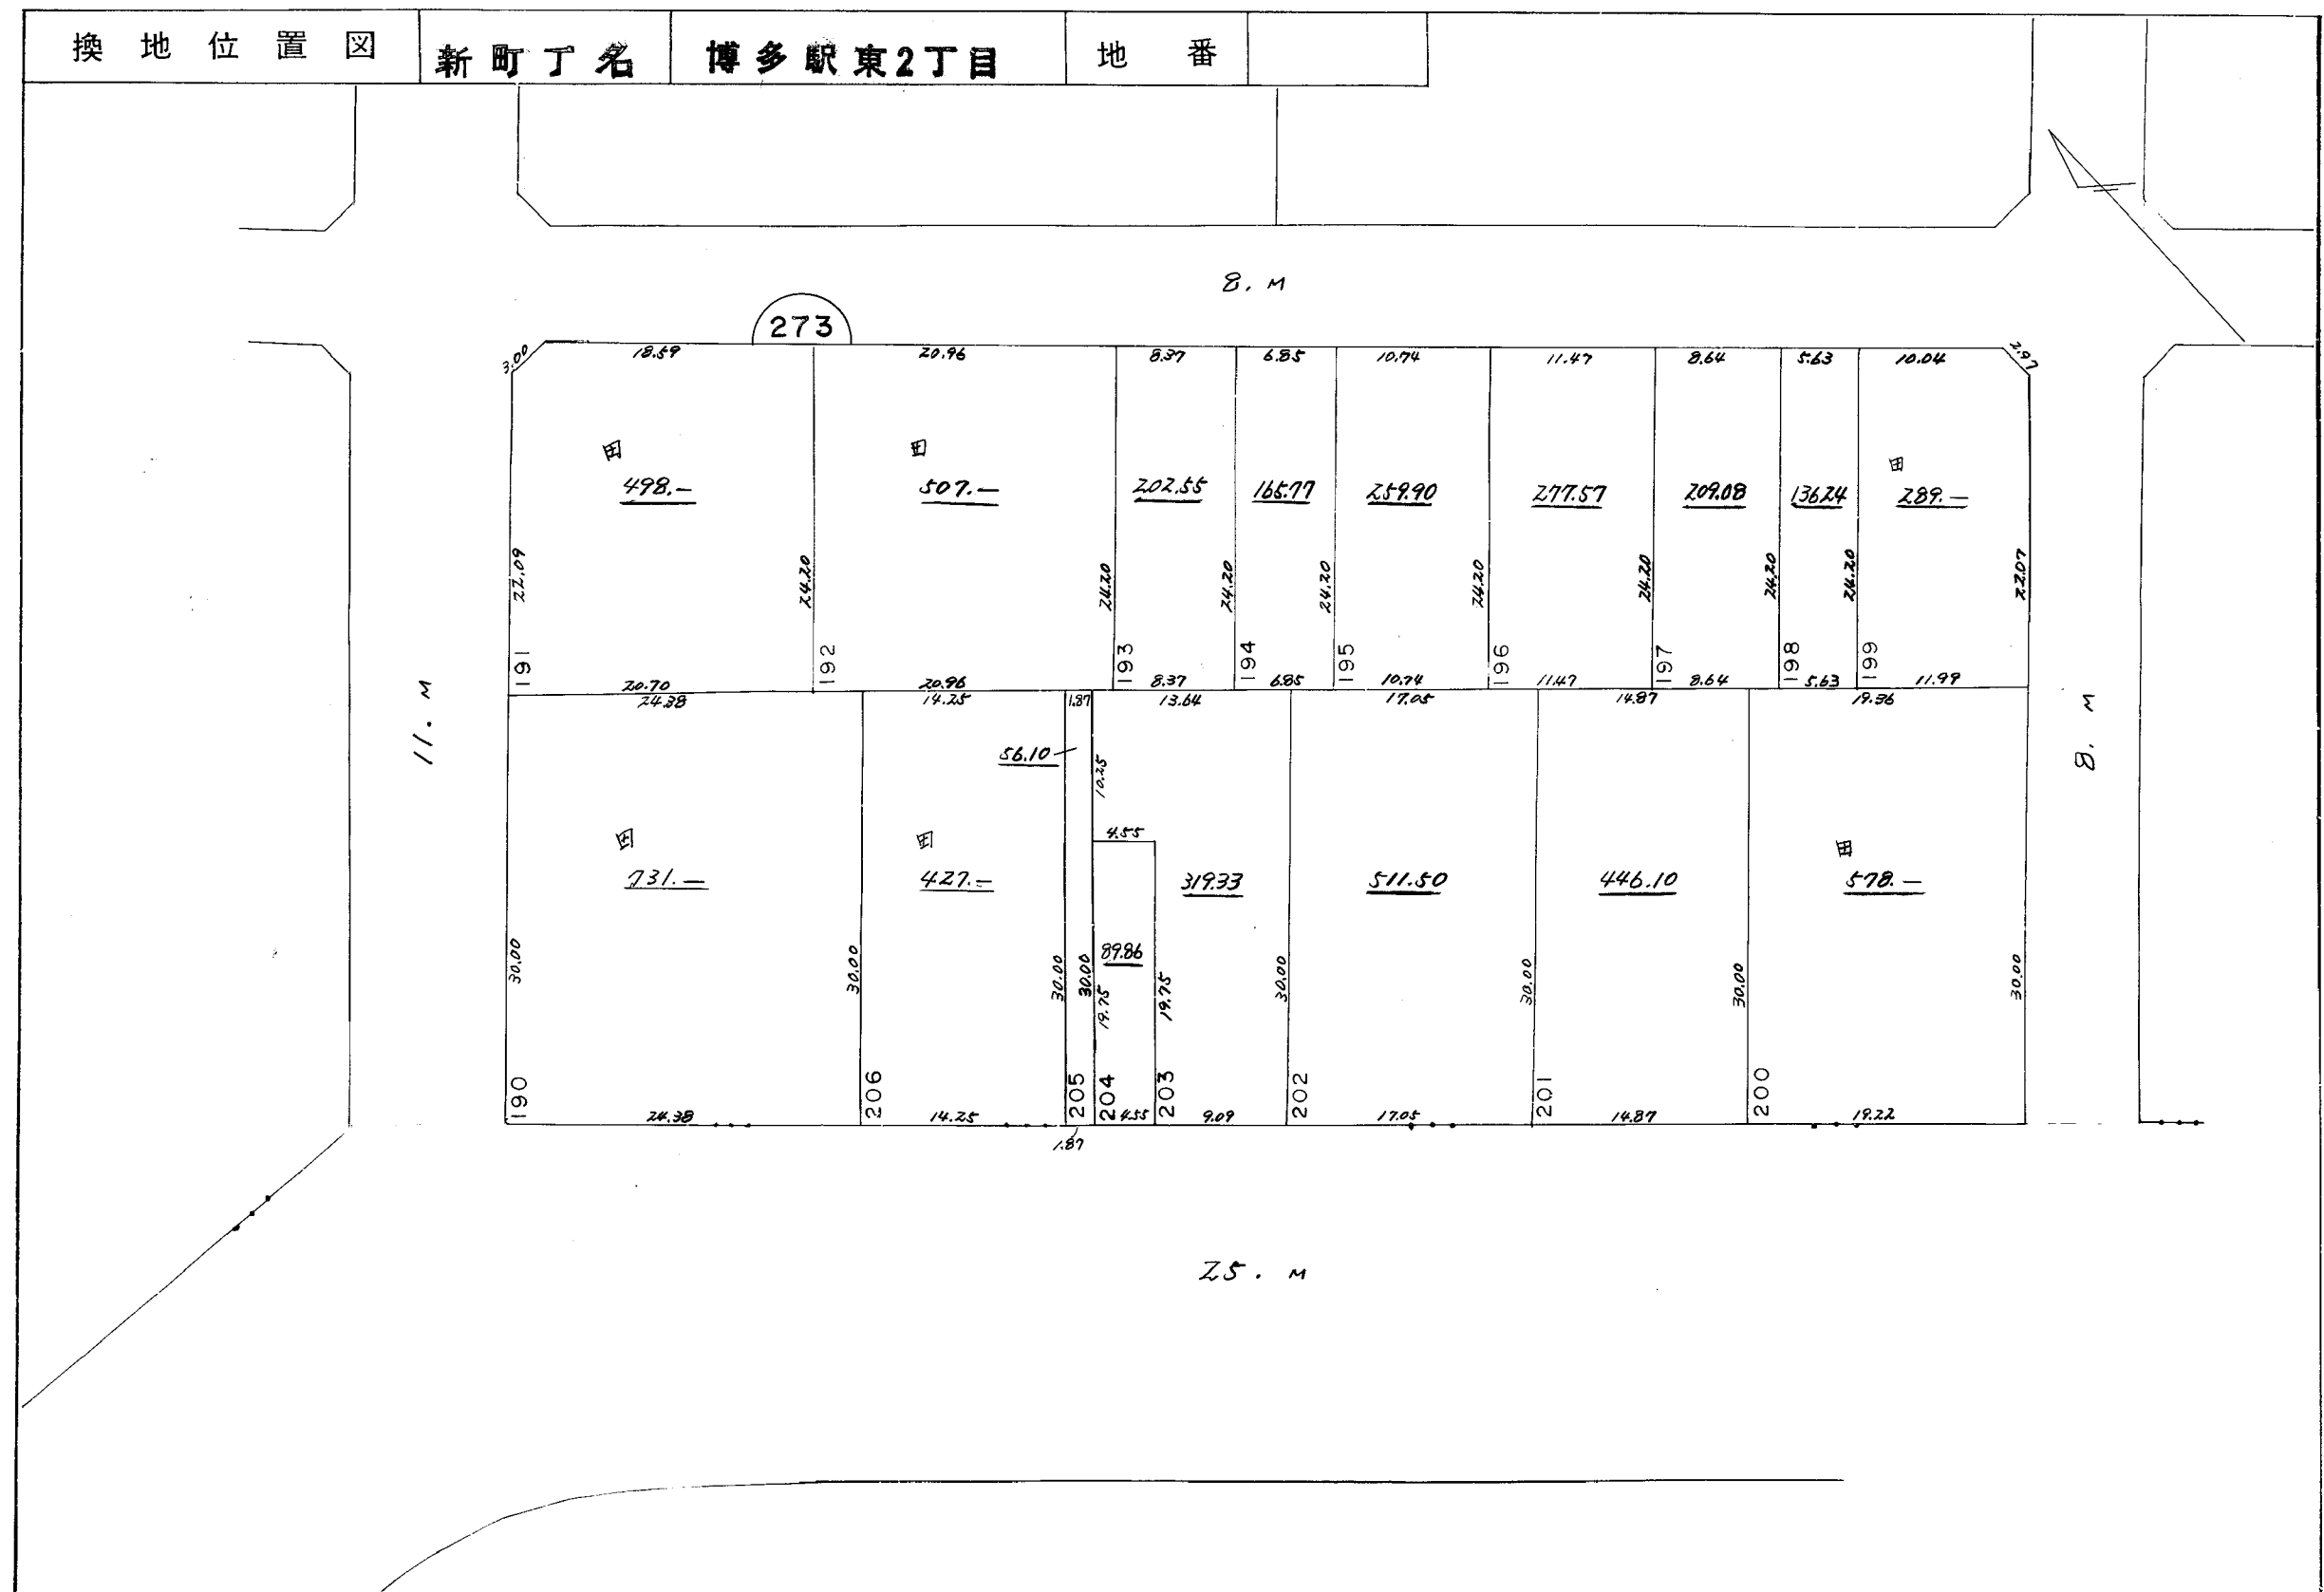 換地位置図 新町丁名 博多駅東2丁目 地番
8. M
273
3.00 18.59 20.96 8.37 6.85 10.74 11.47 8.64 5.63 10.04 2.97
田 田 田
498.— 507.— 202.55 165.77 259.90 277.57 209.08 136.24 289.—
22.09 24.20 24.20 24.20 24.20 24.20 24.20 24.20 24.20 22.07
191 192 193 194 195 196 197 198 199
20.70 20.96 8.37 6.85 10.74 11.47 8.64 5.63 11.99
24.38 14.25 1.87 13.64 17.05 14.87 19.36
11. M
8. M
56.10
10.25
4.55
田 田 田
731.— 427.— 319.33 511.50 446.10 578.—
89.86
30.00 30.00 30.00 30.00 19.75 19.75 30.00 30.00 30.00 30.00
190 206 205 204 203 202 201 200
24.38 14.25 4.55 9.09 17.05 14.87 19.22
1.87
25. M